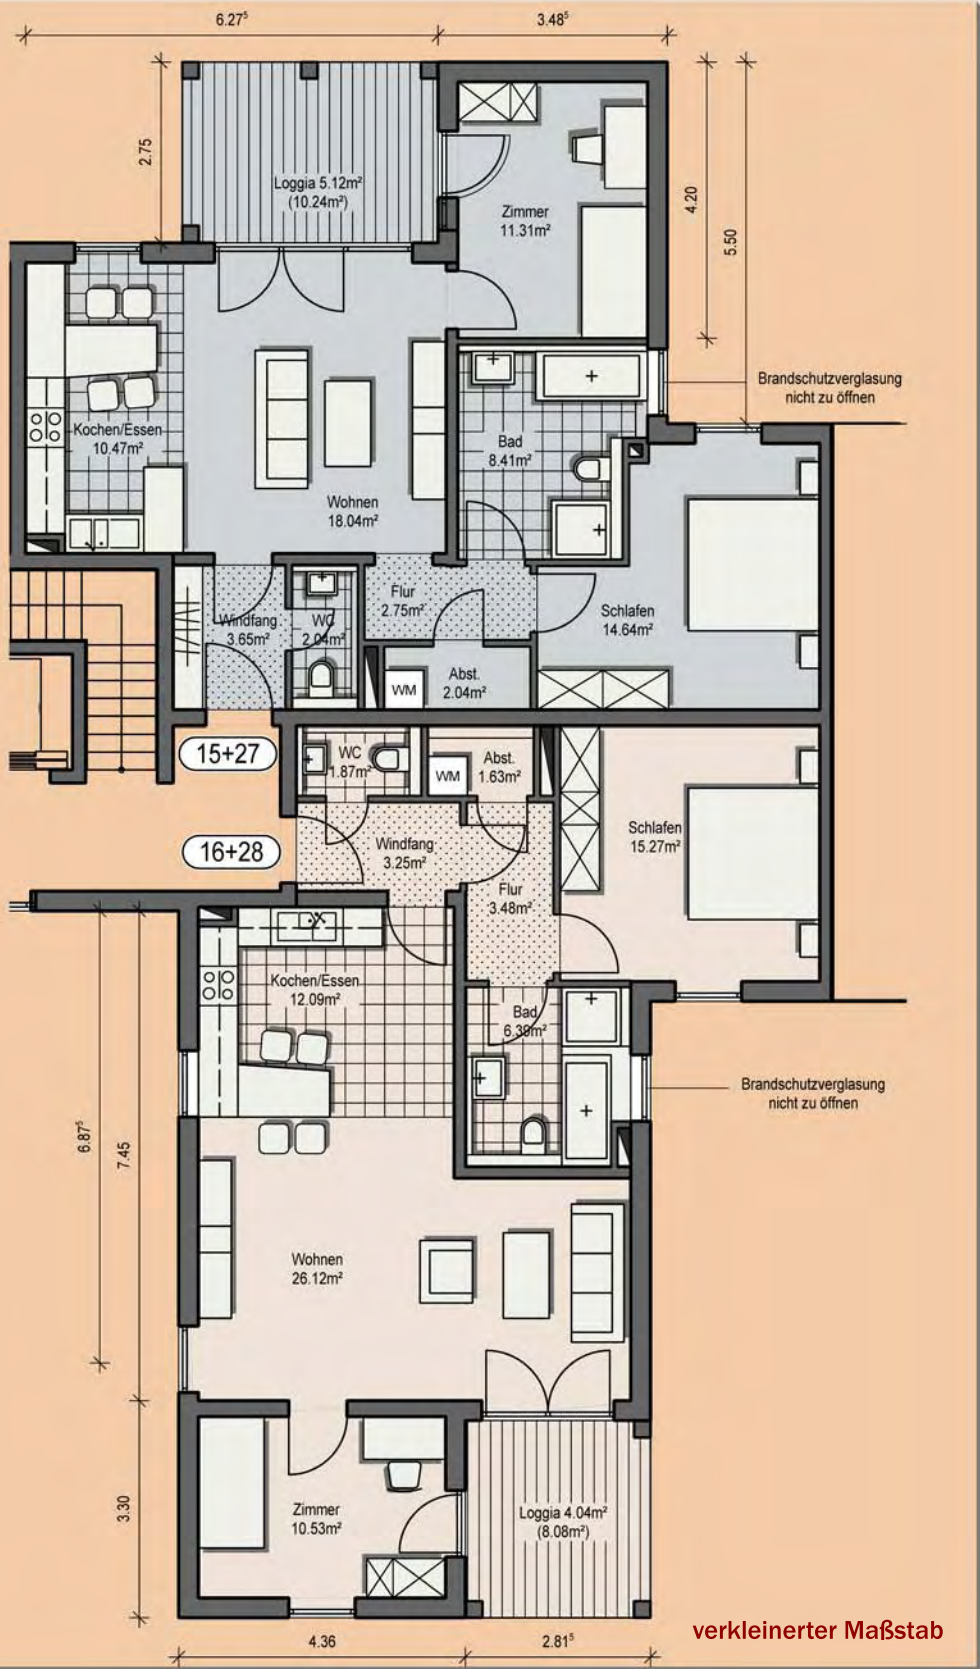 6.27⁵
3.48⁵
2.75
4.20
5.50
Loggia 5.12m²
(10.24m²)
Zimmer
11.31m²
Brandschutzverglasung
nicht zu öffnen
Kochen/Essen
10.47m²
Bad
8.41m²
Wohnen
18.04m²
Flur
2.75m²
Windfang
3.65m²
WC
2.04m²
Schlafen
14.64m²
Abst.
2.04m²
WM
15+27
WC
1.87m²
Abst.
1.63m²
WM
16+28
Windfang
3.25m²
Schlafen
15.27m²
Flur
3.48m²
Kochen/Essen
12.09m²
Bad
6.39m²
Brandschutzverglasung
nicht zu öffnen
6.87⁵
7.45
Wohnen
26.12m²
3.30
Zimmer
10.53m²
Loggia 4.04m²
(8.08m²)
verkleinerter Maßstab
4.36
2.81⁵